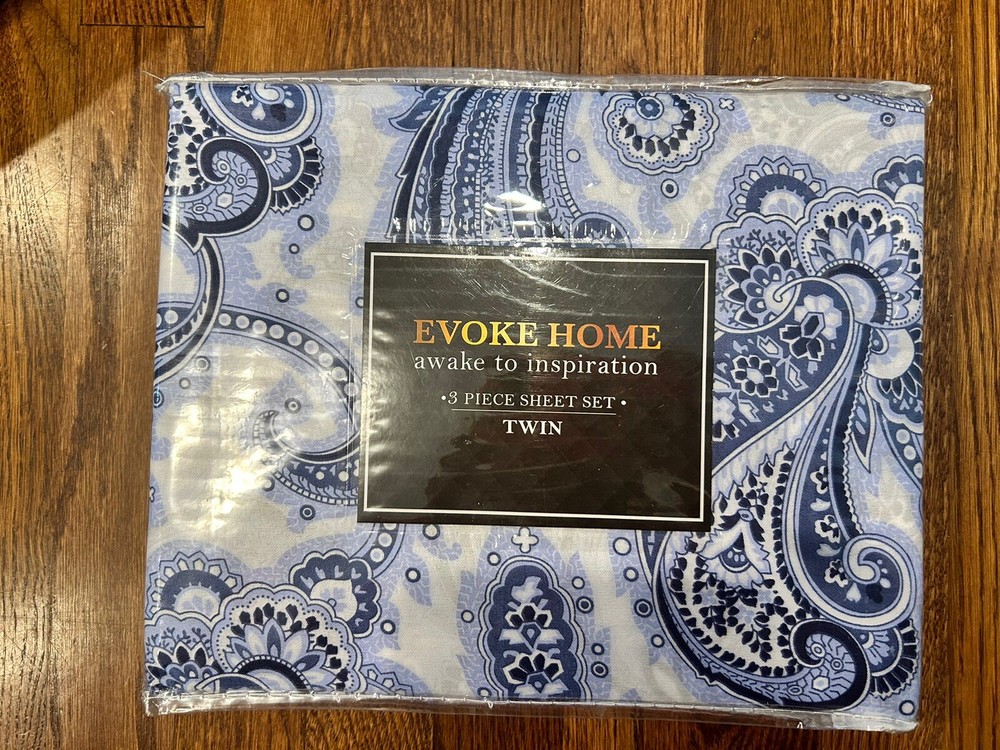 EVOKE HOME
awake to inspiration
•3 PIECE SHEET SET •
TWIN